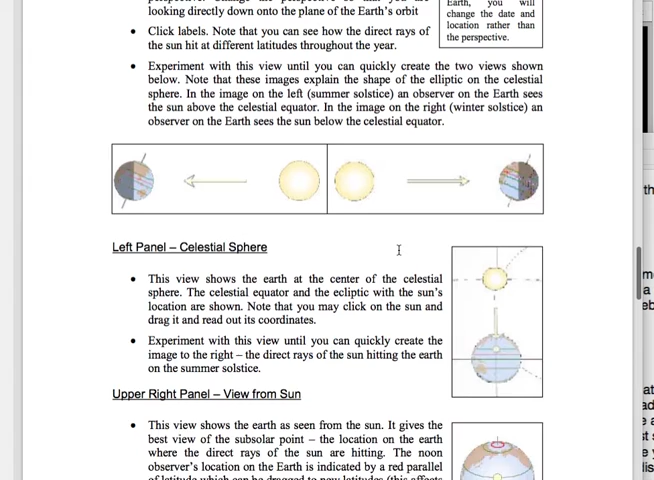 looking directly down onto the plane of the Earth's orbit
Earth, you will
change the date and
location rather than
the perspective.
• Click labels. Note that you can see how the direct rays of
the sun hit at different latitudes throughout the year.
• Experiment with this view until you can quickly create the two views shown
below. Note that these images explain the shape of the elliptic on the celestial
sphere. In the image on the left (summer solstice) an observer on the Earth sees
the sun above the celestial equator. In the image on the right (winter solstice) an
observer on the Earth sees the sun below the celestial equator.
Left Panel – Celestial Sphere
• This view shows the earth at the center of the celestial
sphere. The celestial equator and the ecliptic with the sun's
location are shown. Note that you may click on the sun and
drag it and read out its coordinates.
• Experiment with this view until you can quickly create the
image to the right – the direct rays of the sun hitting the earth
on the summer solstice.
Upper Right Panel – View from Sun
• This view shows the earth as seen from the sun. It gives the
best view of the subsolar point – the location on the earth
where the direct rays of the sun are hitting. The noon
observer's location on the Earth is indicated by a red parallel
of latitude which can be dragged to new latitudes (this affects